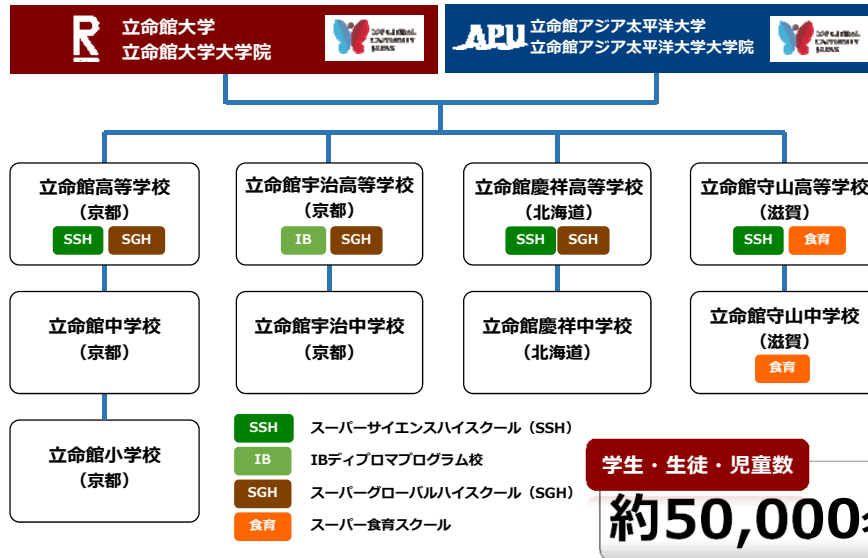 R
立命館大学
立命館大学大学院
TOP GLOBAL
UNIVERSITY
JAPAN
APU
立命館アジア太平洋大学
立命館アジア太平洋大学大学院
TOP GLOBAL
UNIVERSITY
JAPAN
立命館高等学校
(京都)
SSH SGH
立命館宇治高等学校
(京都)
IB SGH
立命館慶祥高等学校
(北海道)
SSH SGH
立命館守山高等学校
(滋賀)
SSH 食育
立命館中学校
(京都)
立命館宇治中学校
(京都)
立命館慶祥中学校
(北海道)
立命館守山中学校
(滋賀)
食育
立命館小学校
(京都)
SSH スーパーサイエンスハイスクール(SSH)
IB IBディプロマプログラム校
SGH スーパーグローバルハイスクール(SGH)
食育 スーパー食育スクール
学生・生徒・児童数
約50,000